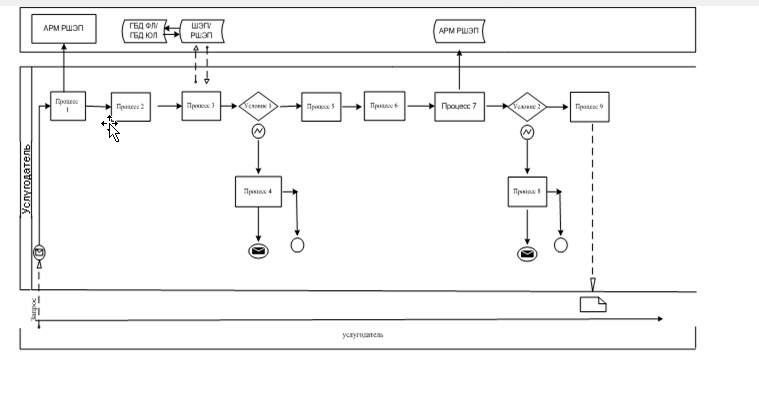 АРМ РШЭП
ГБД ФЛ/
ГБД ЮЛ
ШЭП/
РШЭП
АРМ РШЭП
Услугодатель
Процесс
1
Процесс 2
Процесс 3
Условие 1
Процесс 5
Процесс 6
Процесс 7
Условие 2
Процесс 9
Процесс 4
Процесс 8
Запрос
услугодатель